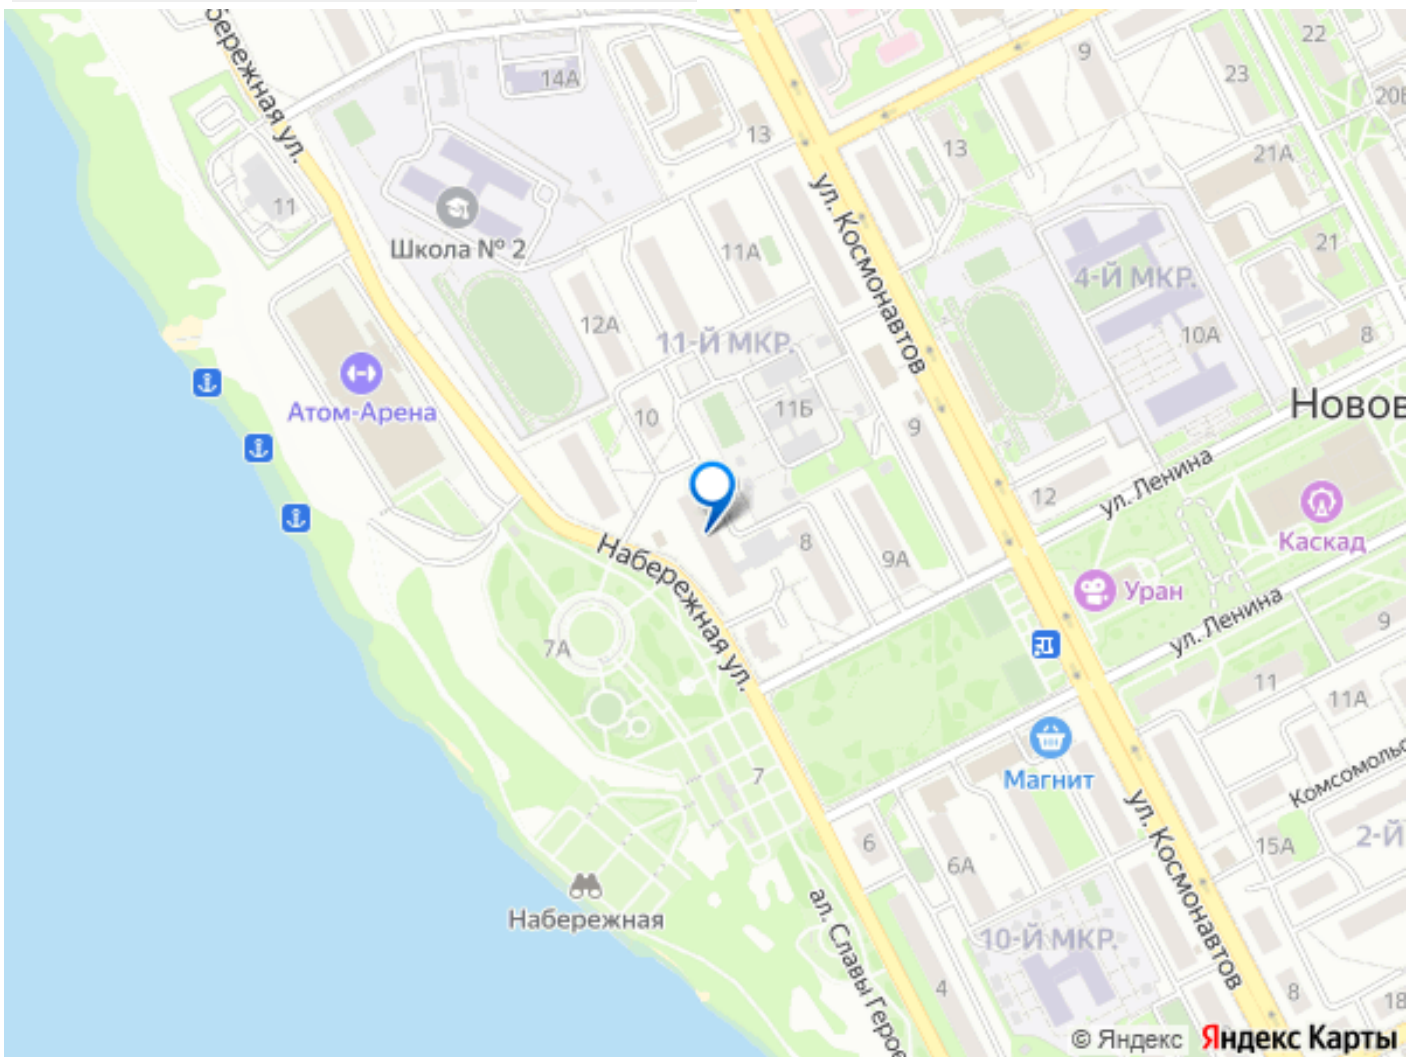 Набережная ул.
14А
13
9
22
23
20В
13
21А
11
Школа № 2
11А
ул. Космонавтов
4-Й МКР.
21
12А
11-Й МКР.
10А
8
Атом-Арена
10
11Б
9
Новов
12
ул. Ленина
Каскад
Набережная ул.
8
9А
Уран
ул. Ленина
9
7А
11
11А
7
Магнит
Комсомольс
ул. Космонавтов
6
6А
15А
2-Й
Набережная
ал. Славы Герое
10-Й МКР.
4
8
18
© Яндекс Яндекс Карты